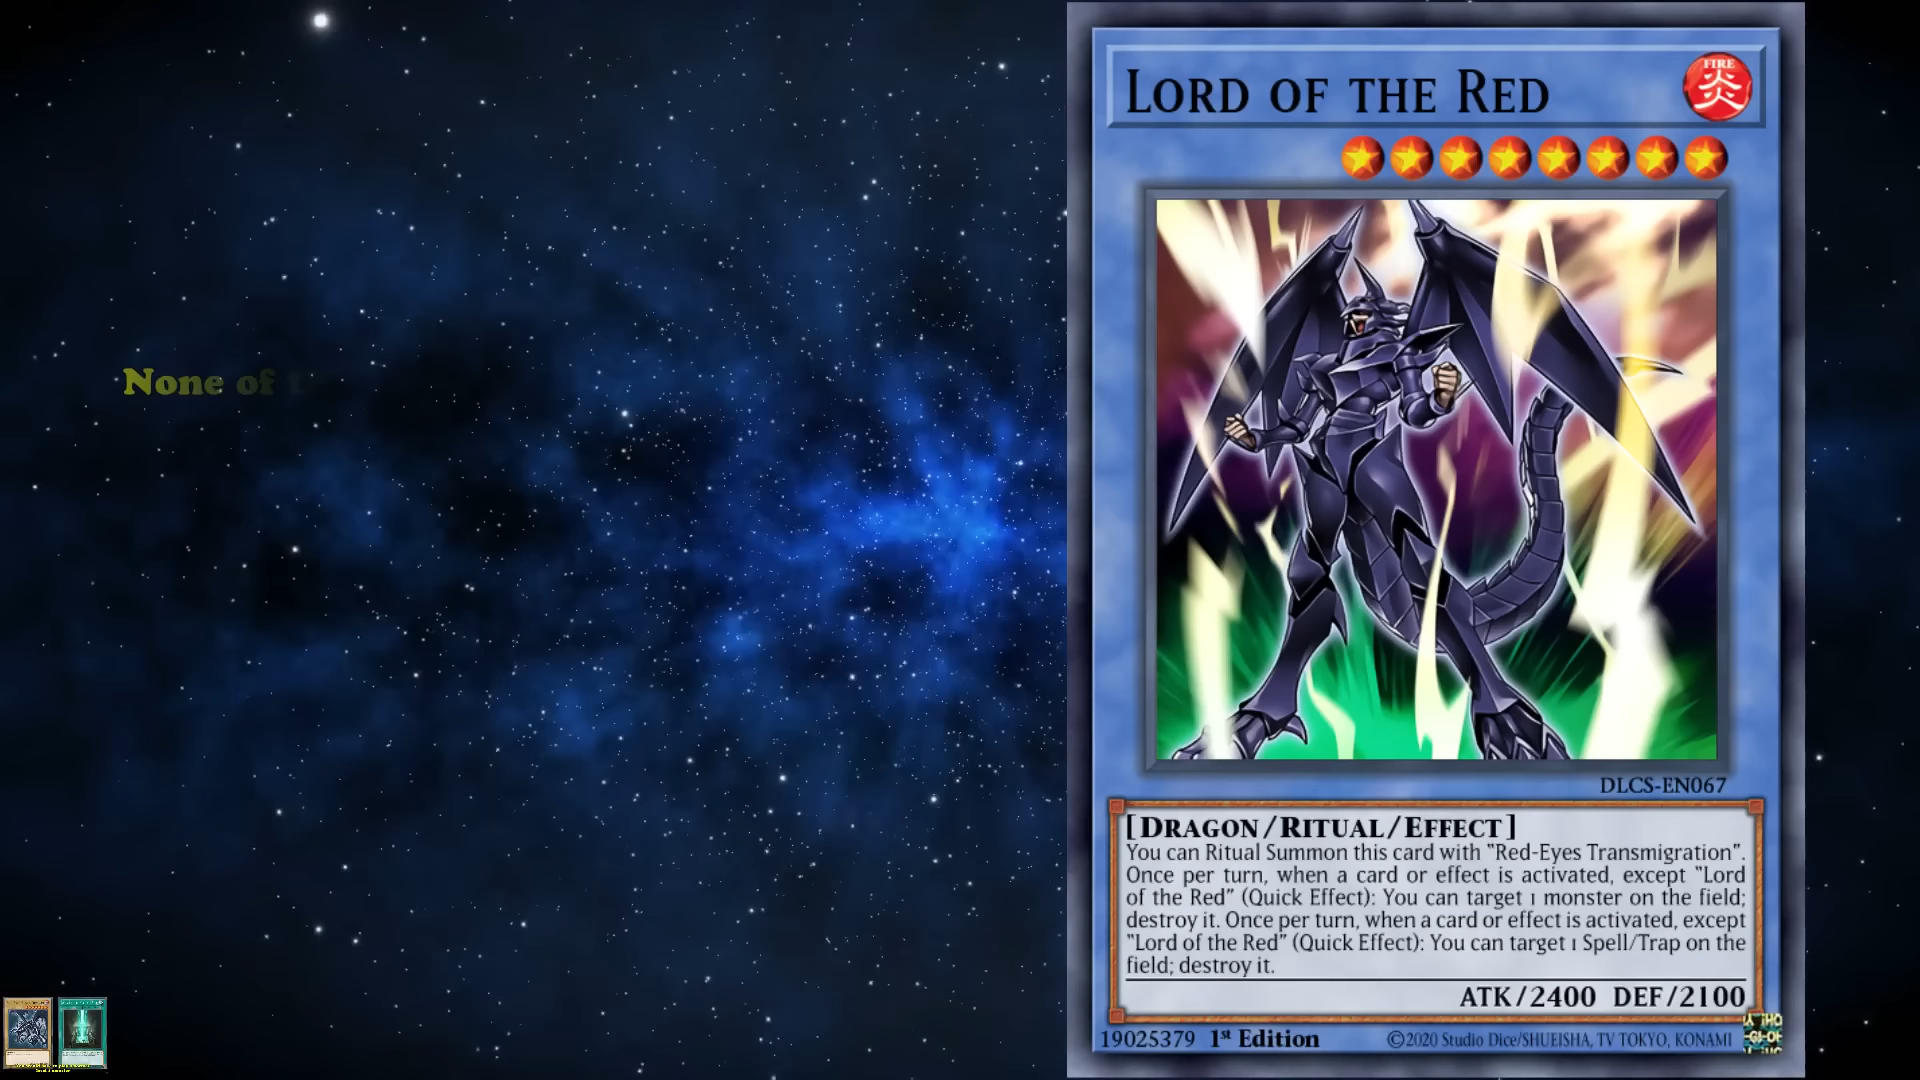 LORD OF THE RED
FIRE
炎
None of
DLCS-EN067
[DRAGON/RITUAL/EFFECT]
You can Ritual Summon this card with "Red-Eyes Transmigration".
Once per turn, when a card or effect is activated, except "Lord
of the Red" (Quick Effect): You can target 1 monster on the field;
destroy it. Once per turn, when a card or effect is activated, except
"Lord of the Red" (Quick Effect): You can target 1 Spell/Trap on the
field; destroy it.
ATK/2400 DEF/2100
19025379 1st Edition ©2020 Studio Dice/SHUEISHA, TV TOKYO, KONAMI